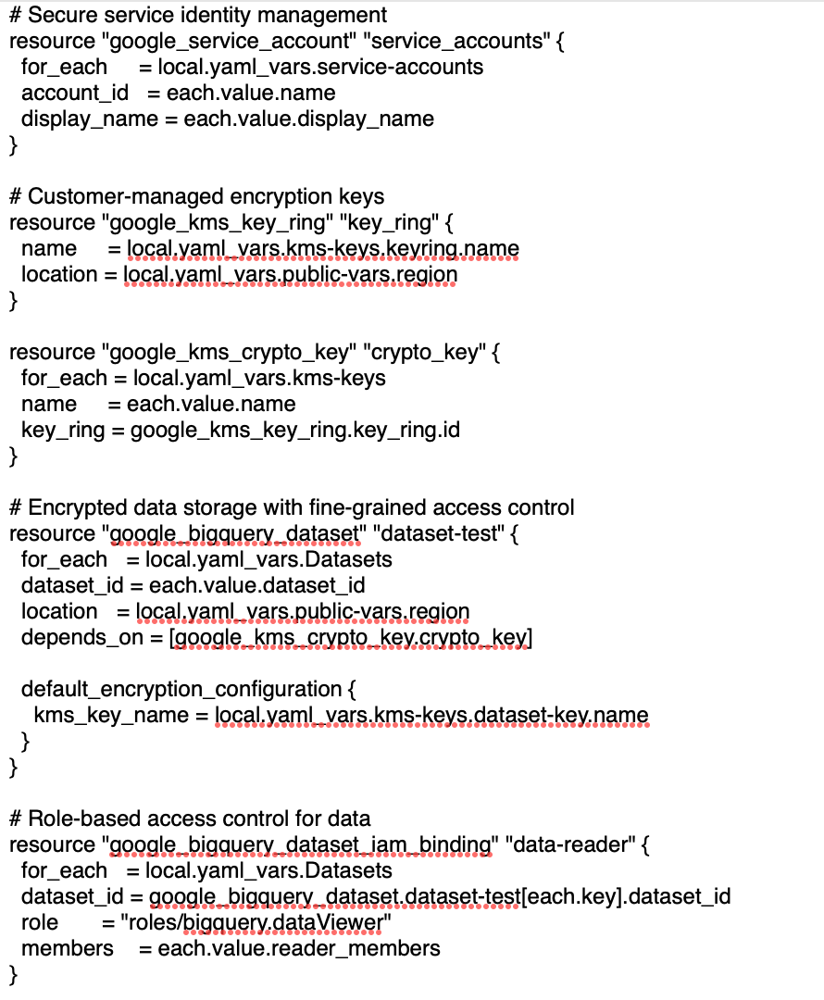 # Secure service identity management
resource "google_service_account" "service_accounts" {
for_each = local.yaml_vars.service-accounts
account_id = each.value.name
display_name = each.value.display_name
}
# Customer-managed encryption keys
resource "google_kms_key_ring" "key_ring" {
name = local.yaml_vars.kms-keys.keyring.name
location = local.yaml_vars.public-vars.region
}
resource "google_kms_crypto_key" "crypto_key" {
for_each = local.yaml_vars.kms-keys
name = each.value.name
key_ring = google_kms_key_ring.key_ring.id
}
# Encrypted data storage with fine-grained access control
resource "google_bigquery_dataset" "dataset-test" {
for_each = local.yaml_vars.Datasets
dataset_id = each.value.dataset_id
location = local.yaml_vars.public-vars.region
depends_on = [google_kms_crypto_key.crypto_key]
default_encryption_configuration {
kms_key_name = local.yaml_vars.kms-keys.dataset-key.name
}
}
# Role-based access control for data
resource "google_bigquery_dataset_iam_binding" "data-reader" {
for_each = local.yaml_vars.Datasets
dataset_id = google_bigquery_dataset.dataset-test[each.key].dataset_id
role = "roles/bigquery.dataViewer"
members = each.value.reader_members
}